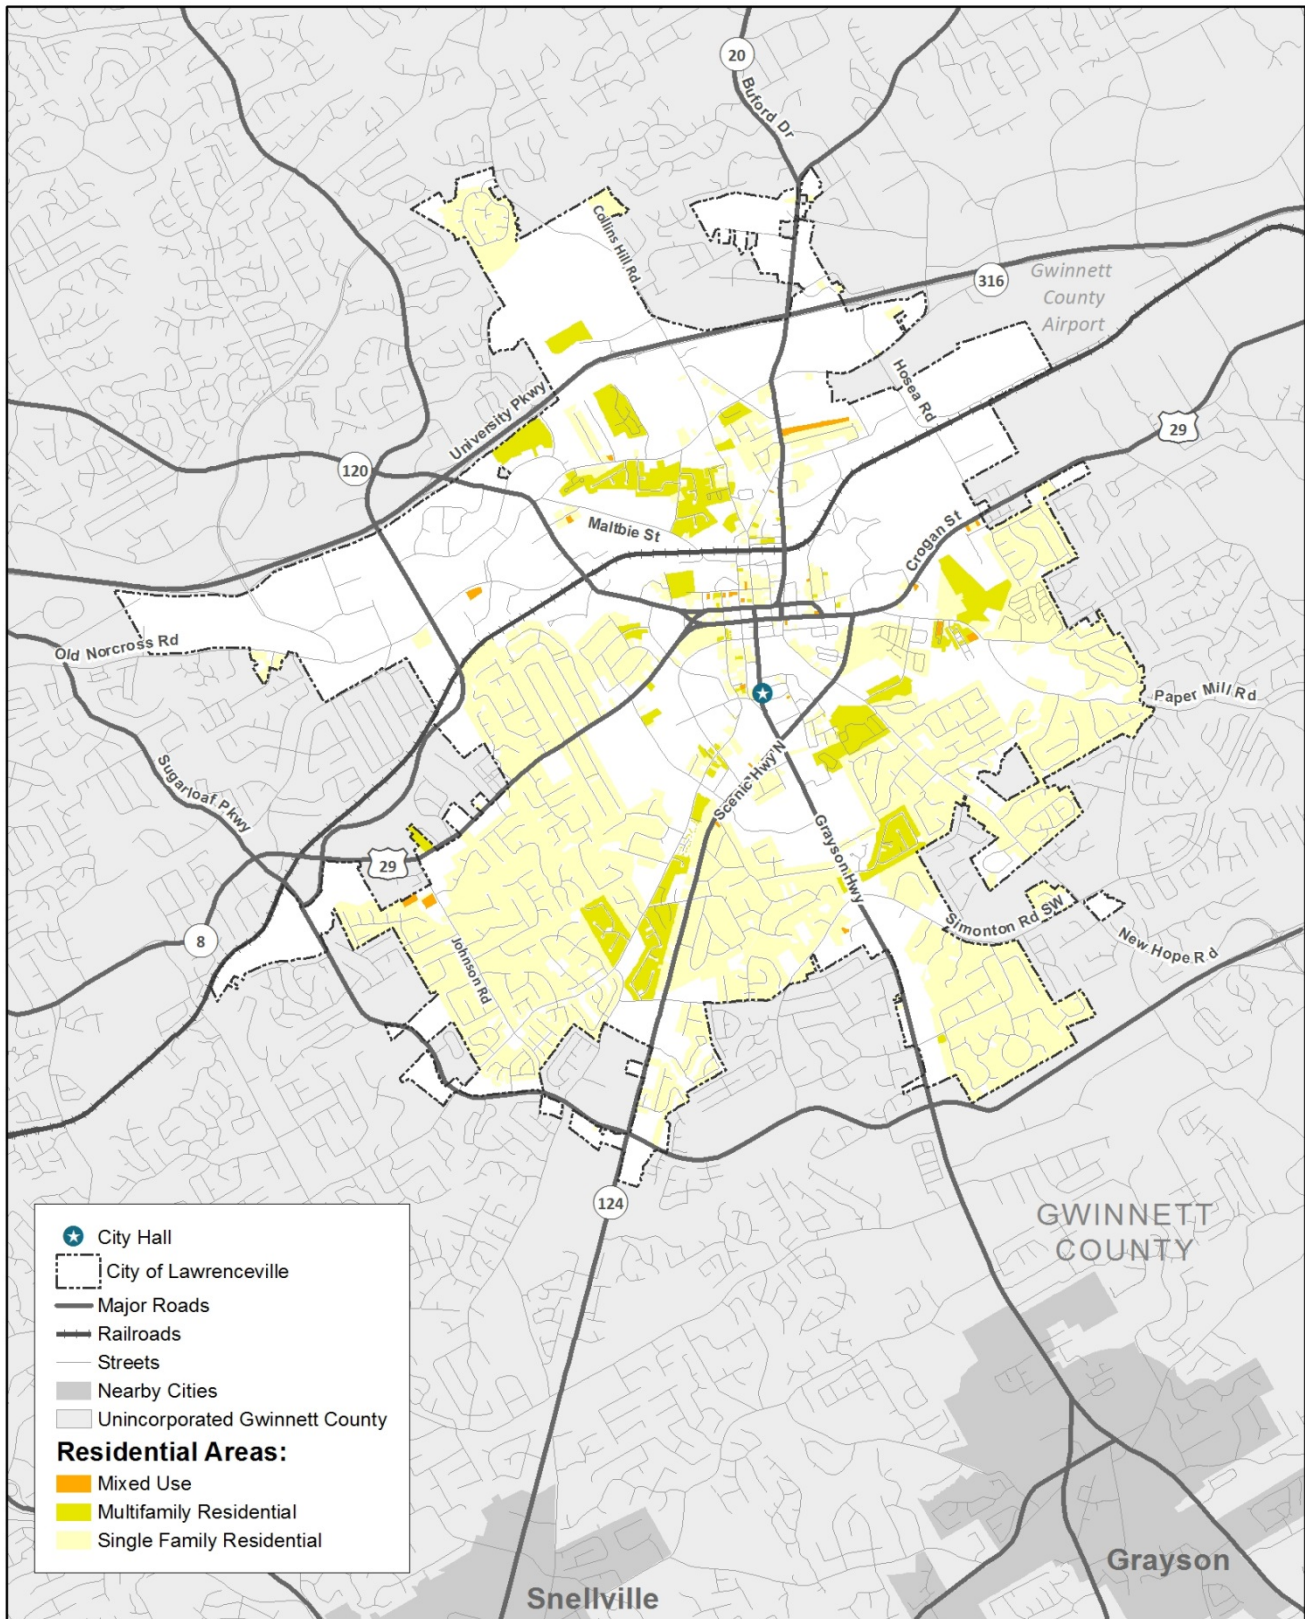 20
Buford Dr
Collins Hill Rd
316
Gwinnett
County
Airport
Hosea Rd
University Pkwy
29
120
Maltbie St
Crogan St
Old Norcross Rd
Paper Mill Rd
Sugarloaf Pkwy
Scenic Hwy N
Grayson Hwy
29
Simonton Rd SW
New Hope Rd
8
Johnson Rd
124
GWINNETT
COUNTY
City Hall
City of Lawrenceville
Major Roads
Railroads
Streets
Nearby Cities
Unincorporated Gwinnett County
Residential Areas:
Mixed Use
Multifamily Residential
Single Family Residential
Grayson
Snellville